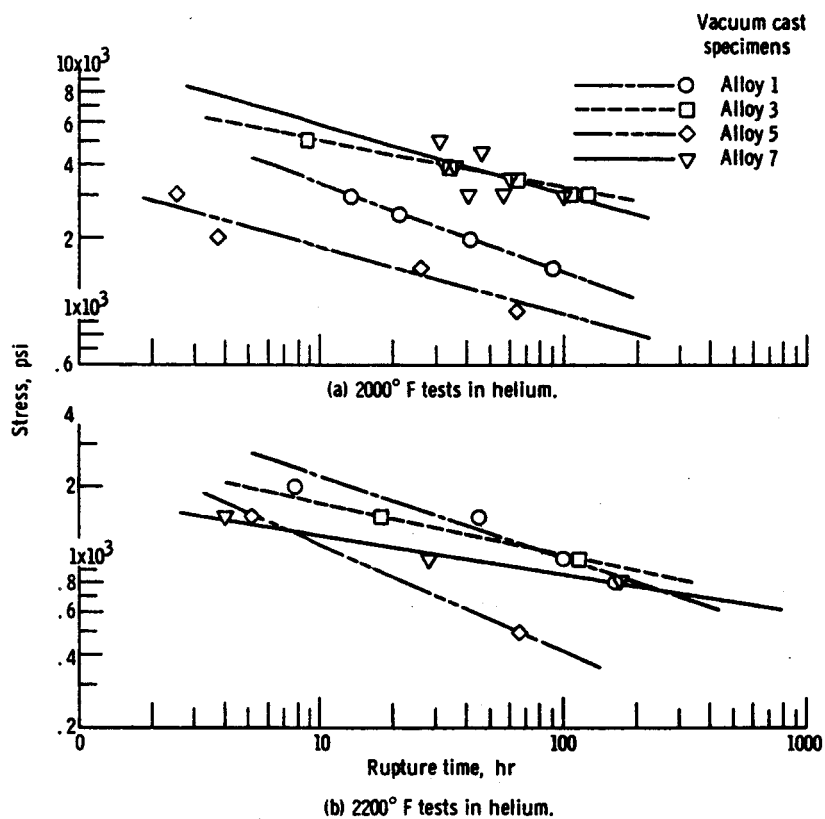 Vacuum cast
specimens
Alloy 1
Alloy 3
Alloy 5
Alloy 7
10x10³
8
6
4
2
1x10³
.6
(a) 2000° F tests in helium.
Stress, psi
4
2
1x10³
.8
.6
.4
.2
0 10 100 1000
Rupture time, hr
(b) 2200° F tests in helium.